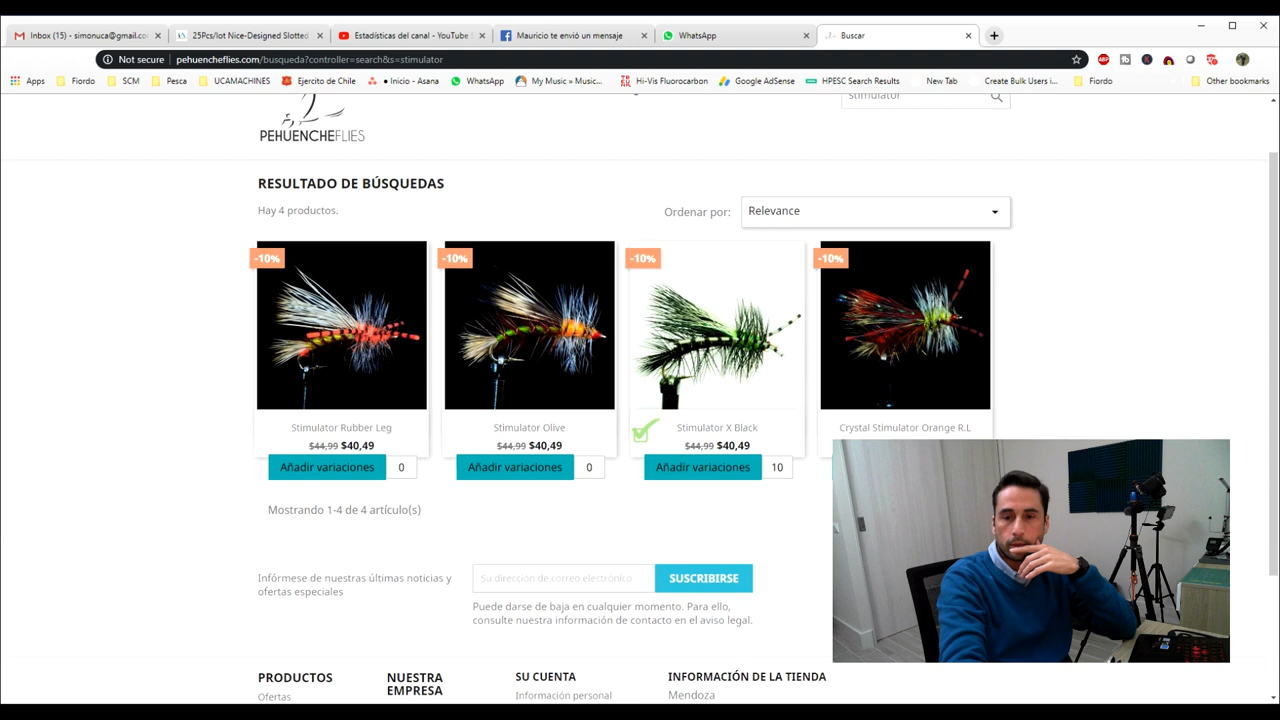 Inbox (15) - simonuca@gmail.co
25Pcs/lot Nice-Designed Slotted
Estadísticas del canal - YouTube
Mauricio te envió un mensaje
WhatsApp
Buscar
Not secure
pehuencheflies.com/busqueda?controller=search&s=stimulator
Apps
Fiordo
SCM
Pesca
UCAMACHINES
Ejercito de Chile
• Inicio - Asana
WhatsApp
My Music » Music...
Hi-Vis Fluorocarbon
Google AdSense
HPESC Search Results
New Tab
Create Bulk Users i...
Fiordo
Other bookmarks
stimulator
PEHUENCHEFLIES
RESULTADO DE BÚSQUEDAS
Hay 4 productos.
Ordenar por:
Relevance
-10%
-10%
-10%
-10%
Stimulator Rubber Leg
Stimulator Olive
Stimulator X Black
Crystal Stimulator Orange R.L
$44,99 $40,49
$44,99 $40,49
$44,99 $40,49
Añadir variaciones
0
Añadir variaciones
0
Añadir variaciones
10
Mostrando 1-4 de 4 artículo(s)
Infórmese de nuestras últimas noticias y
ofertas especiales
Su dirección de correo electrónico
SUSCRIBIRSE
Puede darse de baja en cualquier momento. Para ello,
consulte nuestra información de contacto en el aviso legal.
PRODUCTOS
Ofertas
NUESTRA
EMPRESA
SU CUENTA
Información personal
INFORMACIÓN DE LA TIENDA
Mendoza